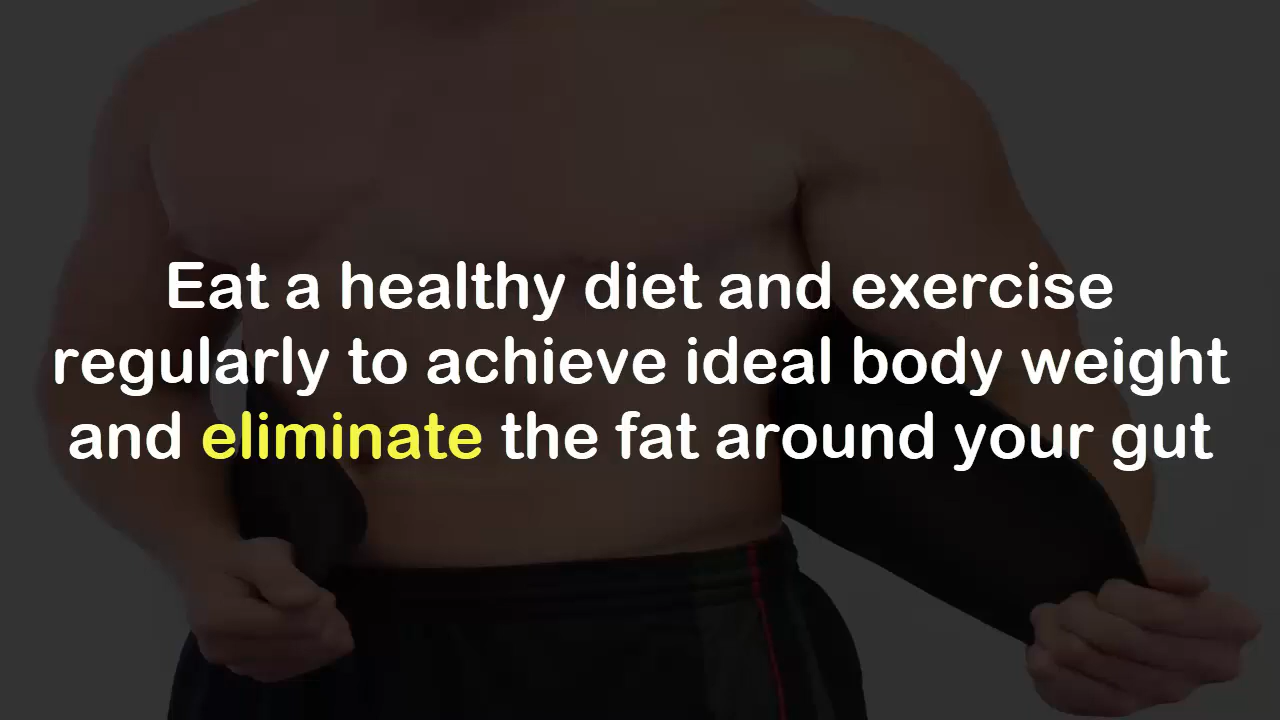 Eat a healthy diet and exercise
regularly to achieve ideal body weight
and eliminate the fat around your gut